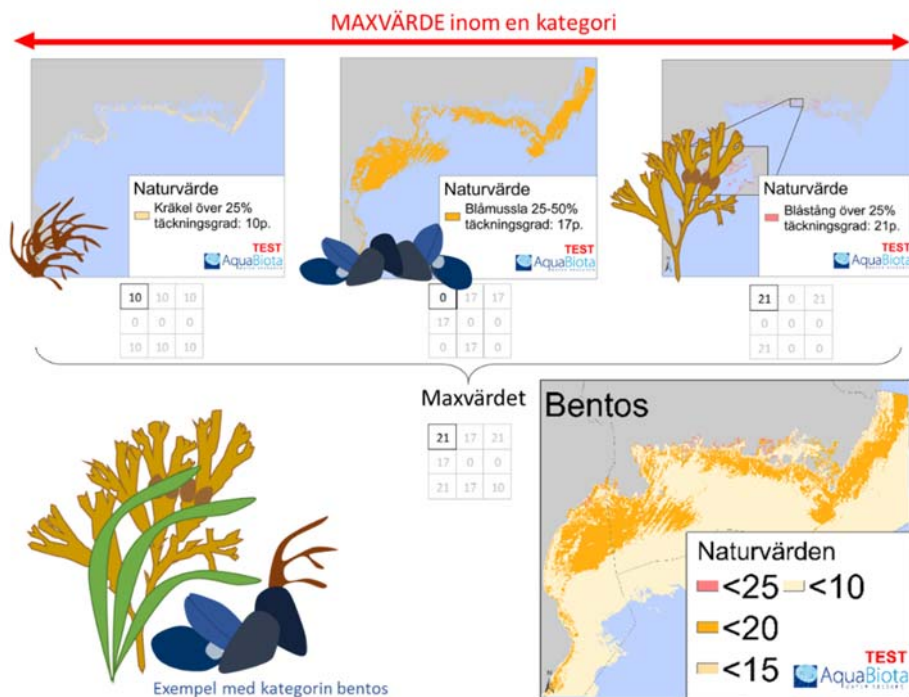 MAXVÄRDE inom en kategori
Naturvärde
Kräkel över 25%
täckningsgrad: 10p.
TEST
AquaBiota
Naturvärde
Blåmussla 25-50%
täckningsgrad: 17p.
TEST
AquaBiota
Naturvärde
Blåstång över 25%
täckningsgrad: 21p.
TEST
AquaBiota
10 10 10
0 0 0
10 10 10
0 17 17
17 0 0
0 17 0
21 0 21
0 0 0
21 0 0
Maxvärdet
21 17 21
17 0 0
21 17 10
Bentos
Naturvärden
<25 <10
<20
<15
TEST
AquaBiota
Exempel med kategorin bentos